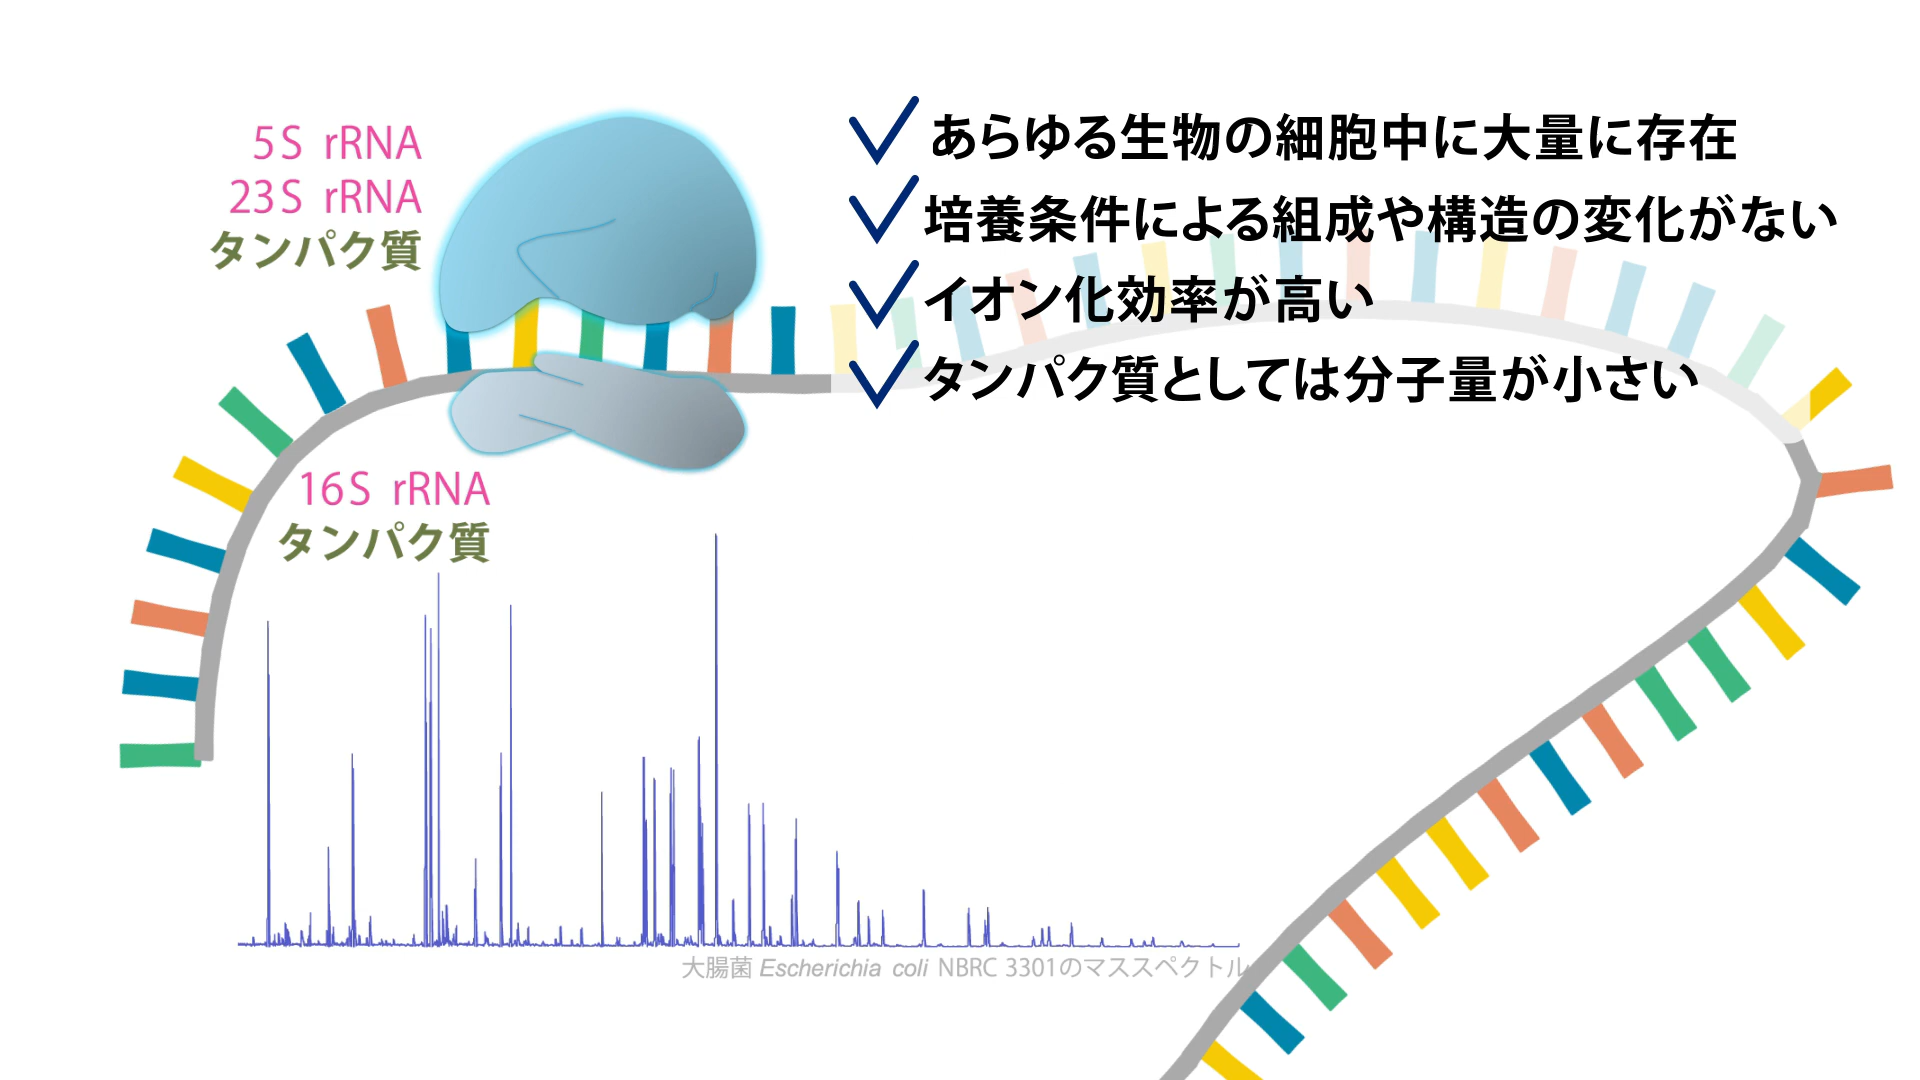 5S rRNA
23S rRNA
タンパク質
16S rRNA
タンパク質
あらゆる生物の細胞中に大量に存在
培養条件による組成や構造の変化がない
イオン化効率が高い
タンパク質としては分子量が小さい
大腸菌 Escherichia coli NBRC 3301のマススペクトル